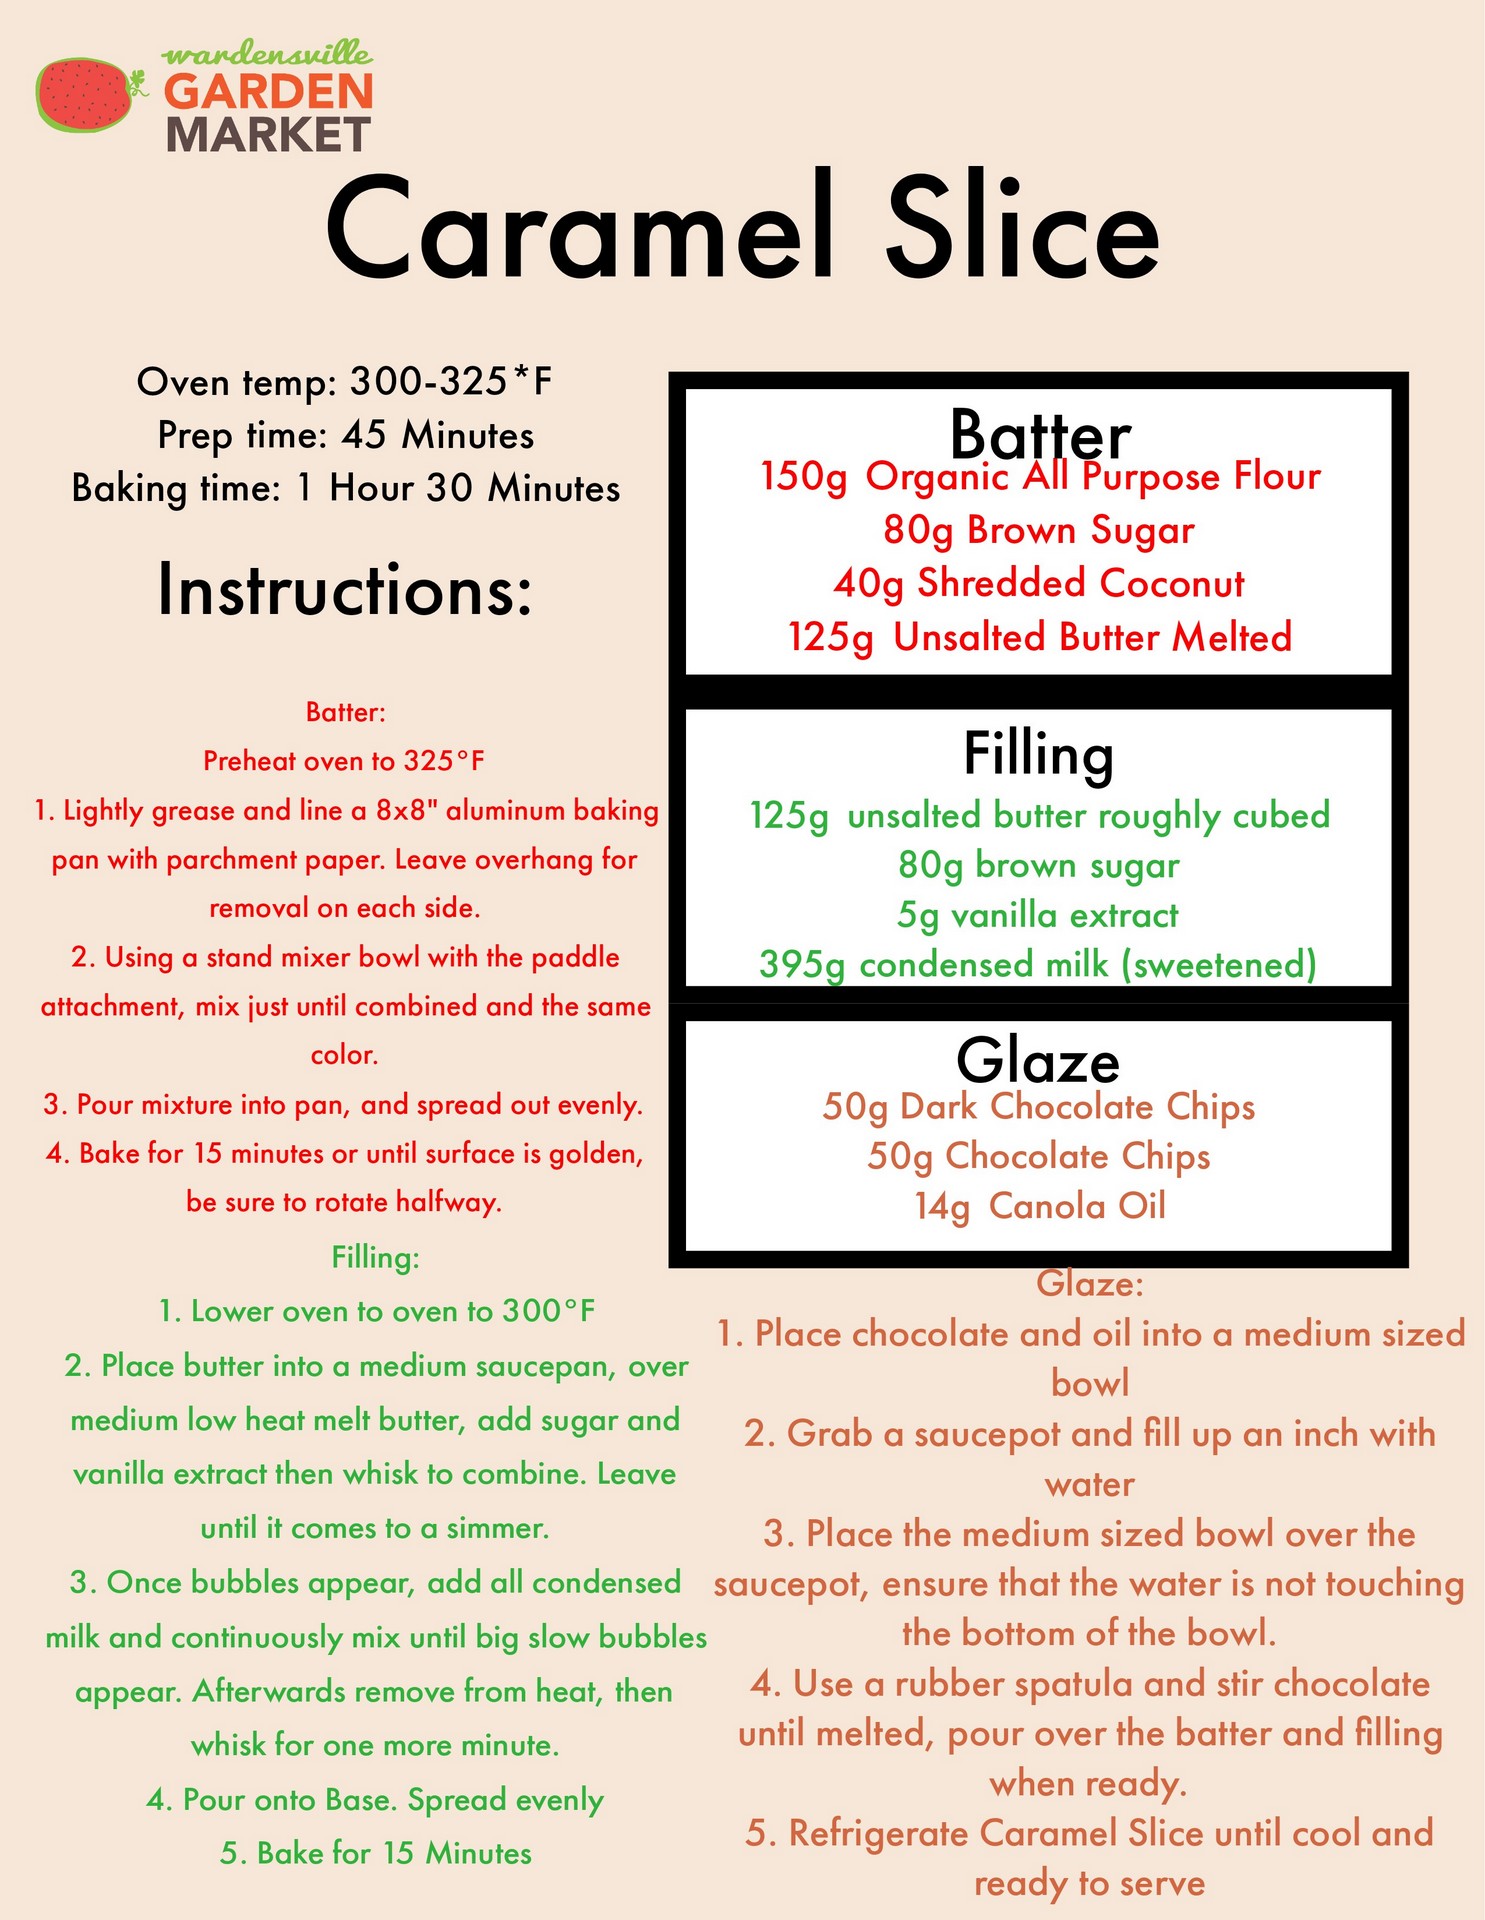 wardensville
GARDEN
MARKET
Caramel Slice
Oven temp: 300-325*F
Prep time: 45 Minutes
Baking time: 1 Hour 30 Minutes
Instructions:
Batter:
Preheat oven to 325°F
1. Lightly grease and line a 8x8" aluminum baking
pan with parchment paper. Leave overhang for
removal on each side.
2. Using a stand mixer bowl with the paddle
attachment, mix just until combined and the same
color.
3. Pour mixture into pan, and spread out evenly.
4. Bake for 15 minutes or until surface is golden,
be sure to rotate halfway.
Filling:
1. Lower oven to oven to 300°F
2. Place butter into a medium saucepan, over
medium low heat melt butter, add sugar and
vanilla extract then whisk to combine. Leave
until it comes to a simmer.
3. Once bubbles appear, add all condensed
milk and continuously mix until big slow bubbles
appear. Afterwards remove from heat, then
whisk for one more minute.
4. Pour onto Base. Spread evenly
5. Bake for 15 Minutes
Batter
150g Organic All Purpose Flour
80g Brown Sugar
40g Shredded Coconut
125g Unsalted Butter Melted
Filling
125g unsalted butter roughly cubed
80g brown sugar
5g vanilla extract
395g condensed milk (sweetened)
Glaze
50g Dark Chocolate Chips
50g Chocolate Chips
14g Canola Oil
Glaze:
1. Place chocolate and oil into a medium sized
bowl
2. Grab a saucepot and fill up an inch with
water
3. Place the medium sized bowl over the
saucepot, ensure that the water is not touching
the bottom of the bowl.
4. Use a rubber spatula and stir chocolate
until melted, pour over the batter and filling
when ready.
5. Refrigerate Caramel Slice until cool and
ready to serve